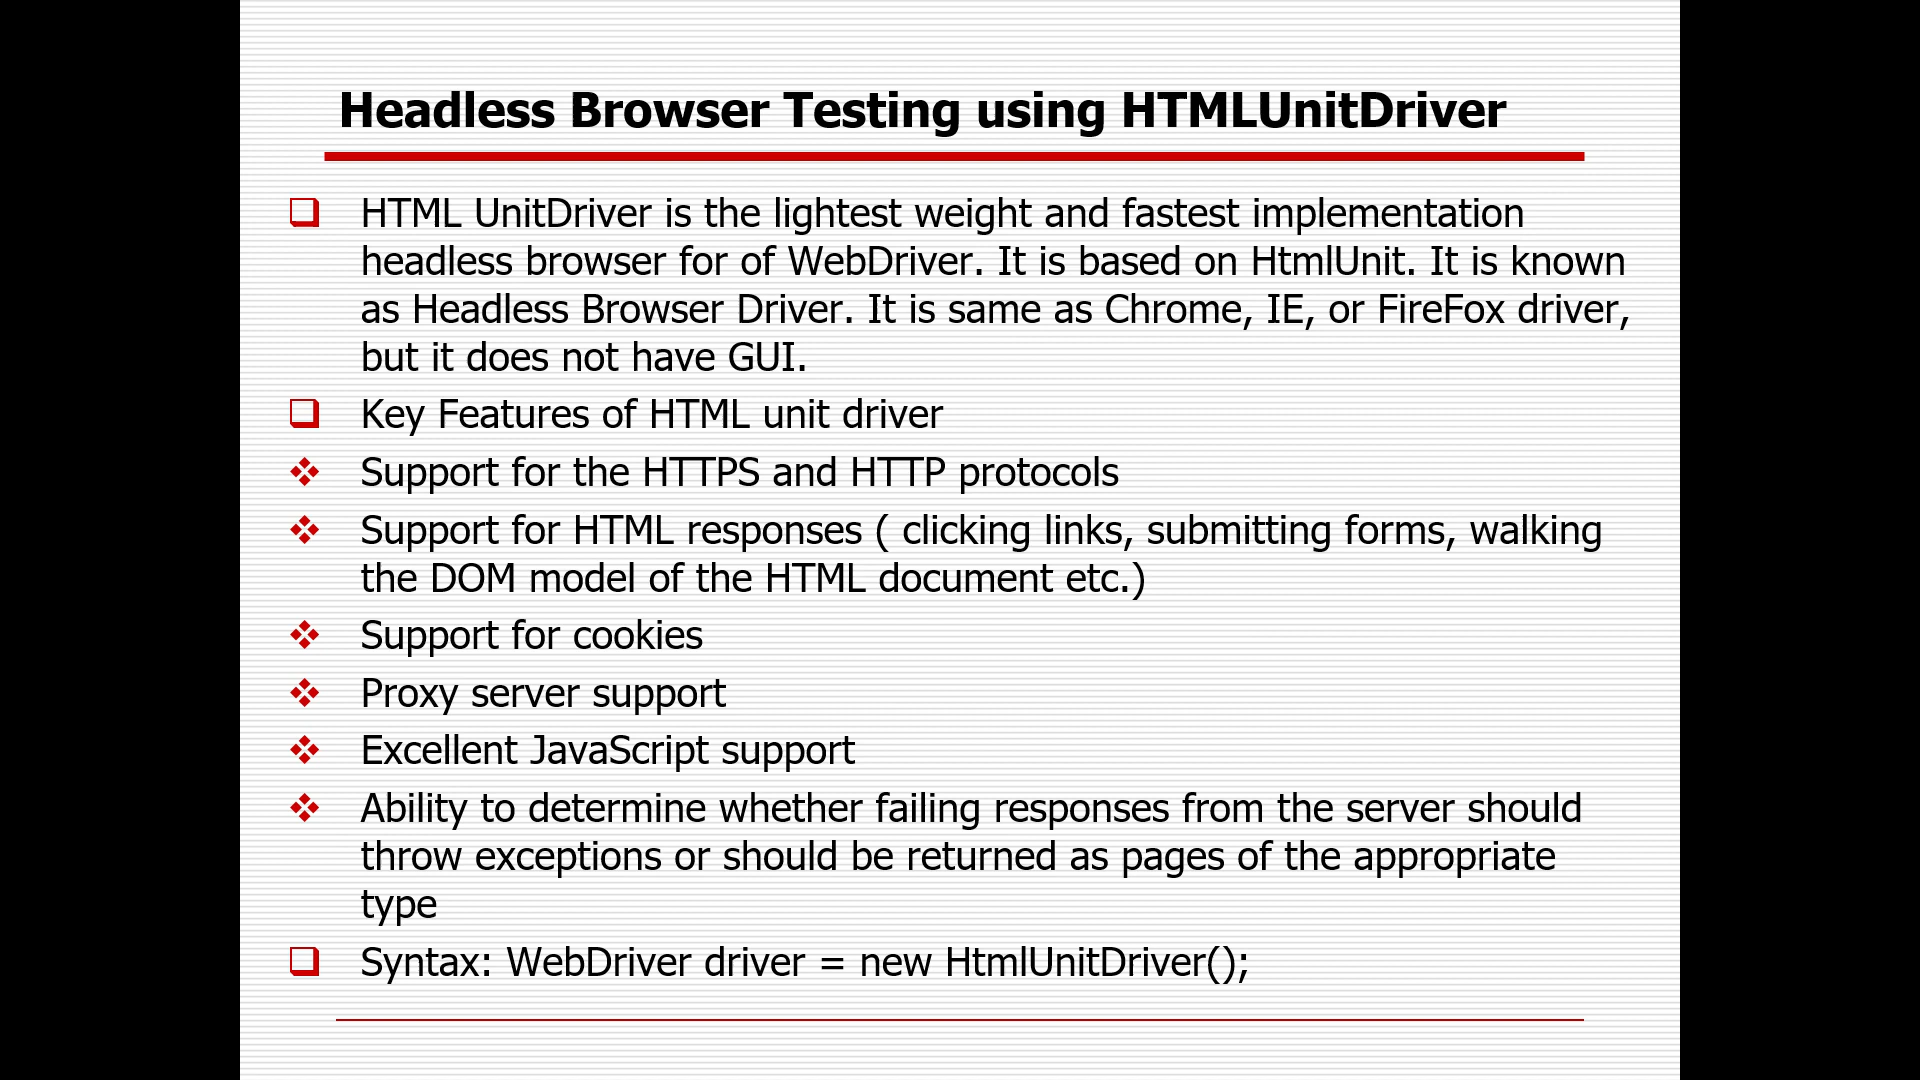 Headless Browser Testing using HTMLUnitDriver
HTML UnitDriver is the lightest weight and fastest implementation
headless browser for of WebDriver. It is based on HtmlUnit. It is known
as Headless Browser Driver. It is same as Chrome, IE, or FireFox driver,
but it does not have GUI.
Key Features of HTML unit driver
Support for the HTTPS and HTTP protocols
Support for HTML responses ( clicking links, submitting forms, walking
the DOM model of the HTML document etc.)
Support for cookies
Proxy server support
Excellent JavaScript support
Ability to determine whether failing responses from the server should
throw exceptions or should be returned as pages of the appropriate
type
Syntax: WebDriver driver = new HtmlUnitDriver();